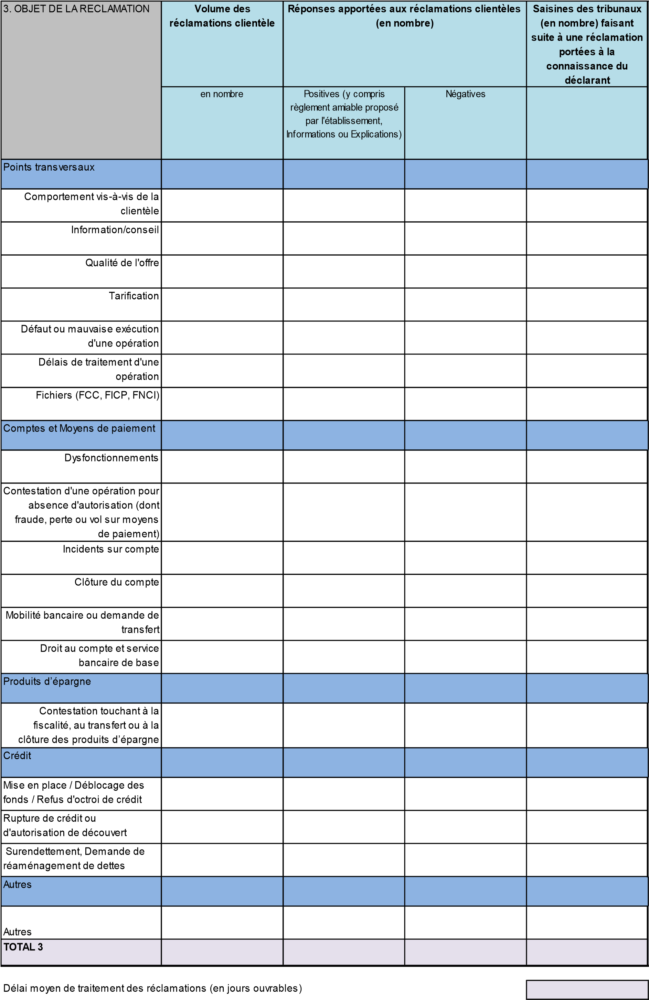 3. OBJET DE LA RECLAMATION
Volume des
réclamations clientèle
Réponses apportées aux réclamations clientèles
(en nombre)
Saisines des tribunaux
(en nombre) faisant
suite à une réclamation
portées à la
connaissance du
déclarant
en nombre
Positives (y compris
règlement amiable proposé
par l'établissement,
Informations ou Explications)
Négatives
Points transversaux
Comportement vis-à-vis de la
clientèle
Information/conseil
Qualité de l'offre
Tarification
Défaut ou mauvaise exécution
d'une opération
Délais de traitement d'une
opération
Fichiers (FCC, FICP, FNCI)
Comptes et Moyens de paiement
Dysfonctionnements
Contestation d'une opération pour
absence d'autorisation (dont
fraude, perte ou vol sur moyens
de paiement)
Incidents sur compte
Clôture du compte
Mobilité bancaire ou demande de
transfert
Droit au compte et service
bancaire de base
Produits d’épargne
Contestation touchant à la
fiscalité, au transfert ou à la
clôture des produits d’épargne
Crédit
Mise en place / Déblocage des
fonds / Refus d'octroi de crédit
Rupture de crédit ou
d'autorisation de découvert
Surendettement, Demande de
réaménagement de dettes
Autres
Autres
TOTAL 3
Délai moyen de traitement des réclamations (en jours ouvrables)